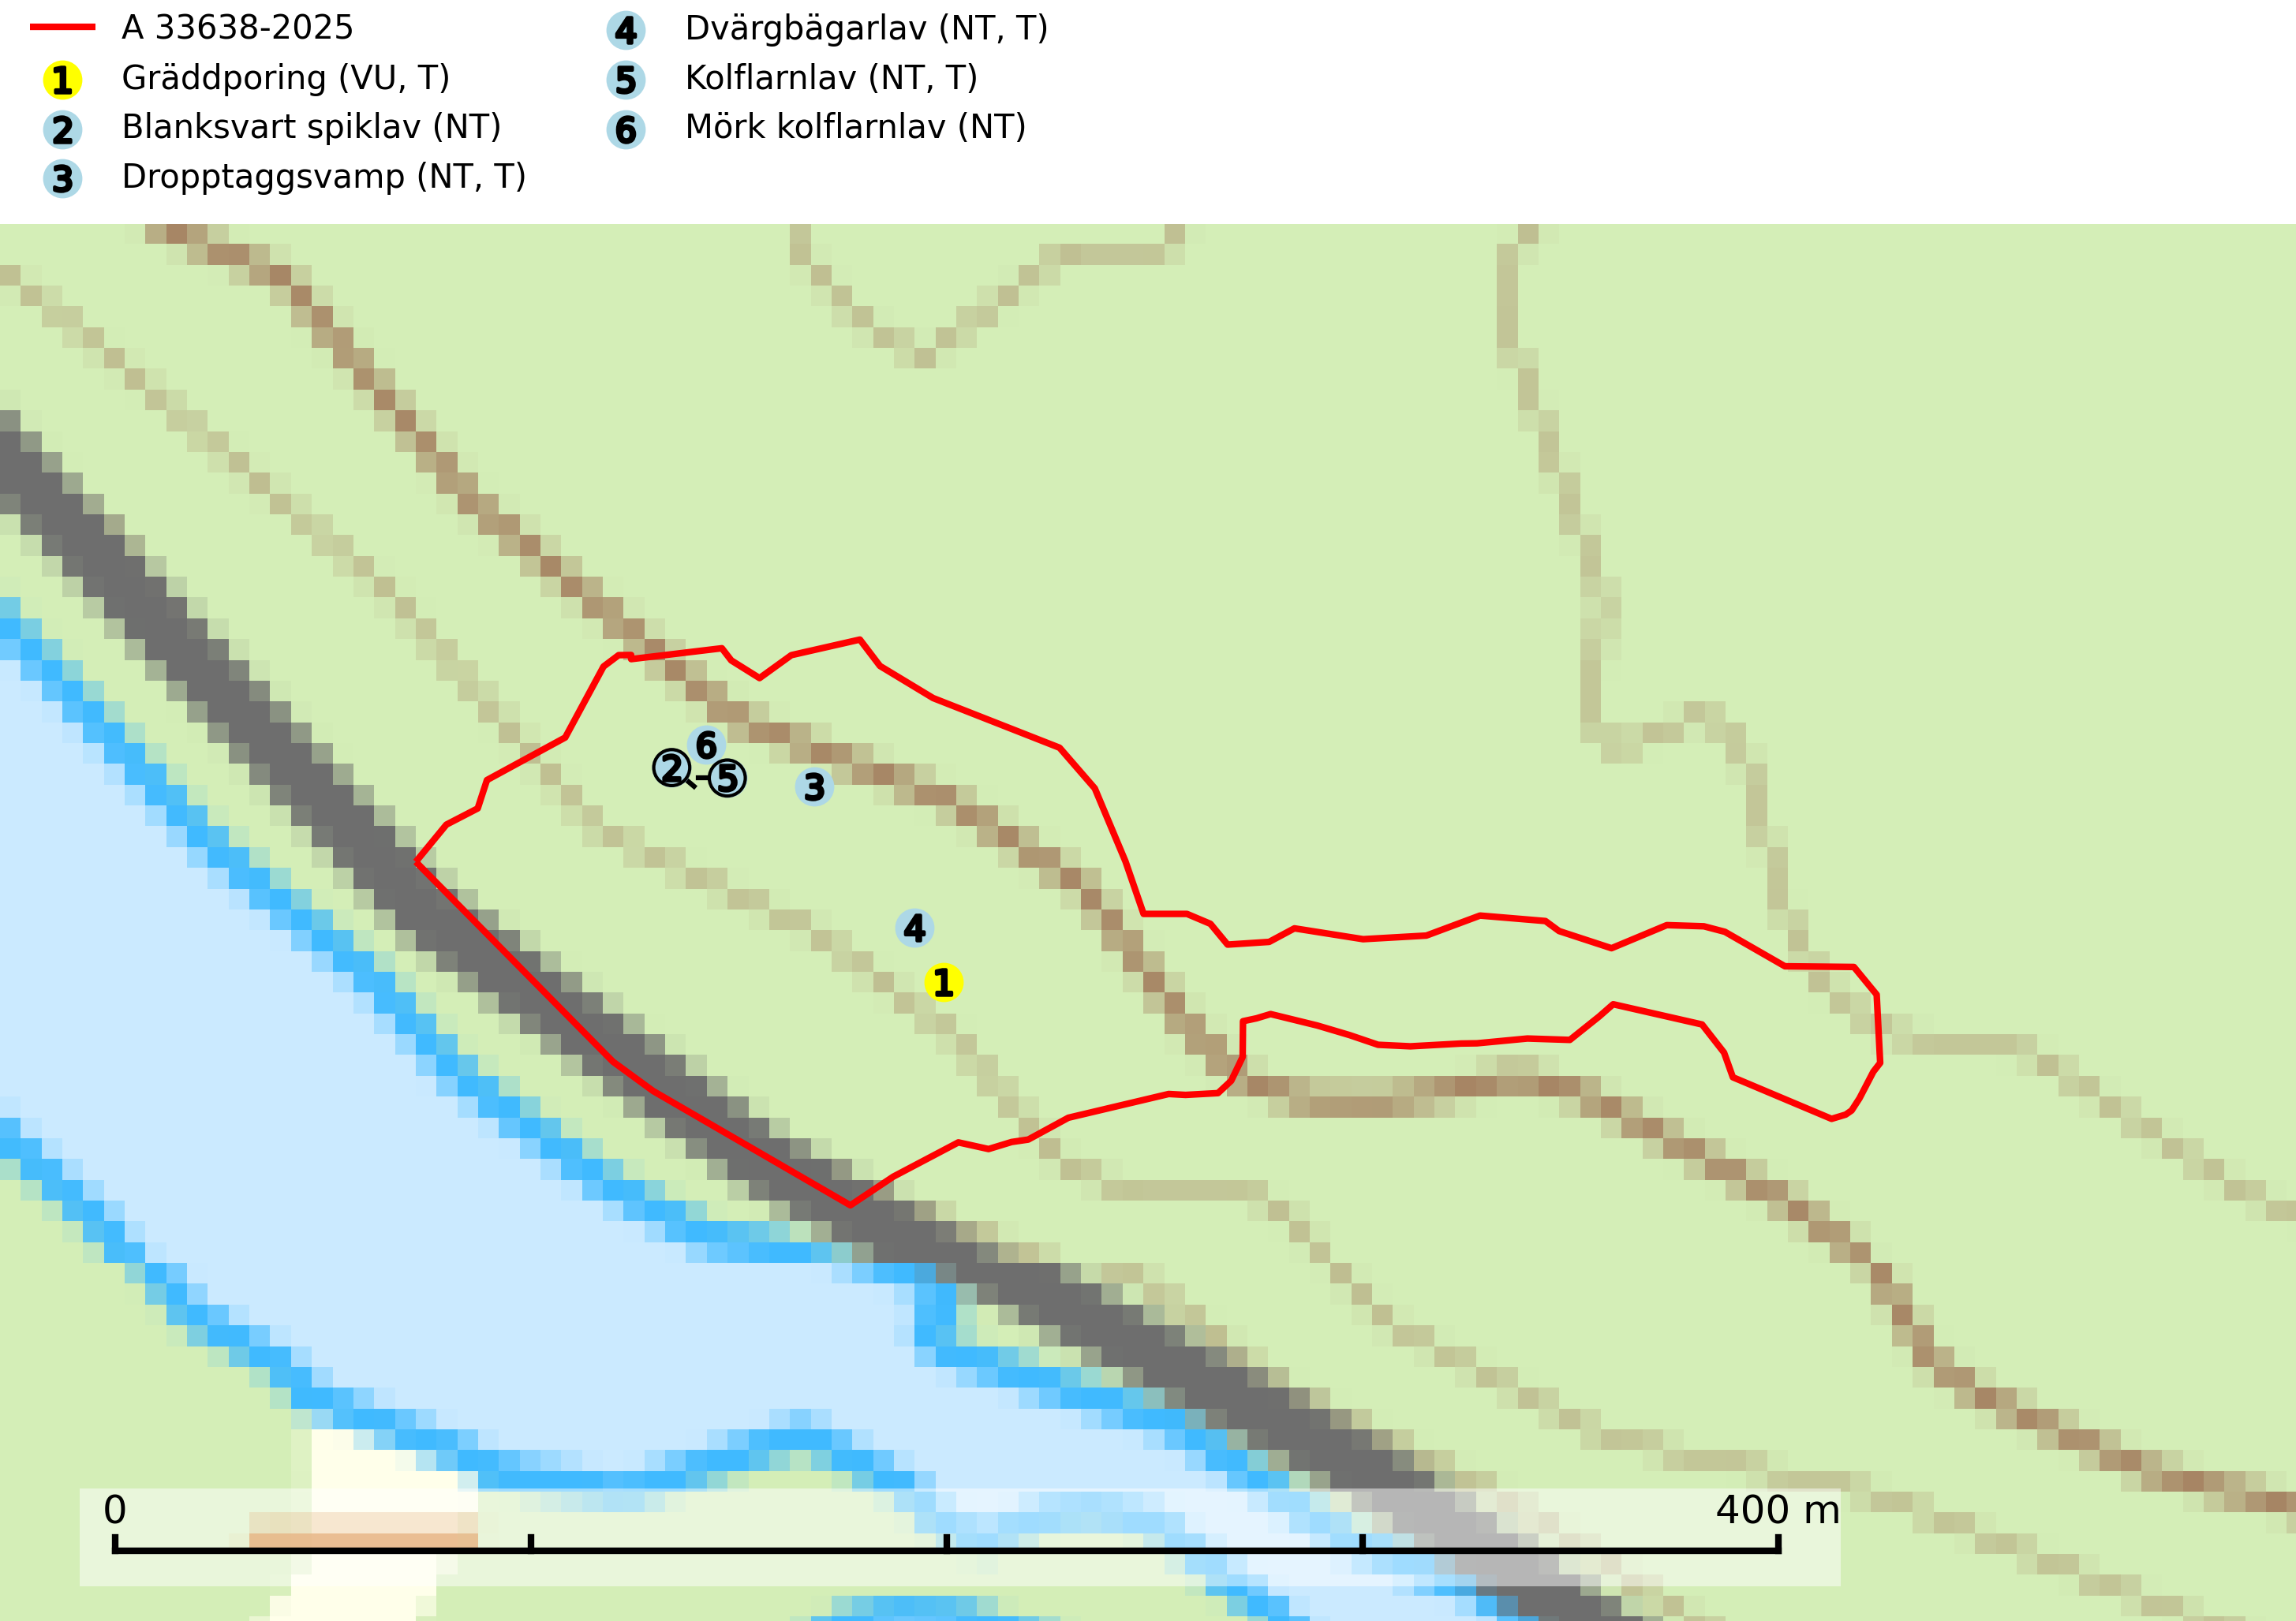 A 33638-2025
1 Gräddporing (VU, T)
2 Blanksvart spiklav (NT)
3 Dropptaggsvamp (NT, T)
4 Dvärgbägarlav (NT, T)
5 Kolflarnlav (NT, T)
6 Mörk kolflarnlav (NT)
6
2
5
3
4
1
0
400 m